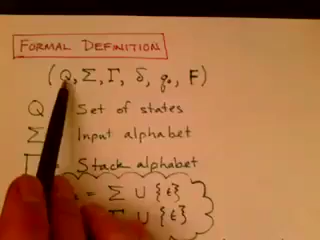 FORMAL DEFINITION
(Q, Σ, Γ, δ, q₀, F)
Q Set of states
Σ Input alphabet
Γ Stack alphabet
= Σ ∪ {ε}
∪ {ε}